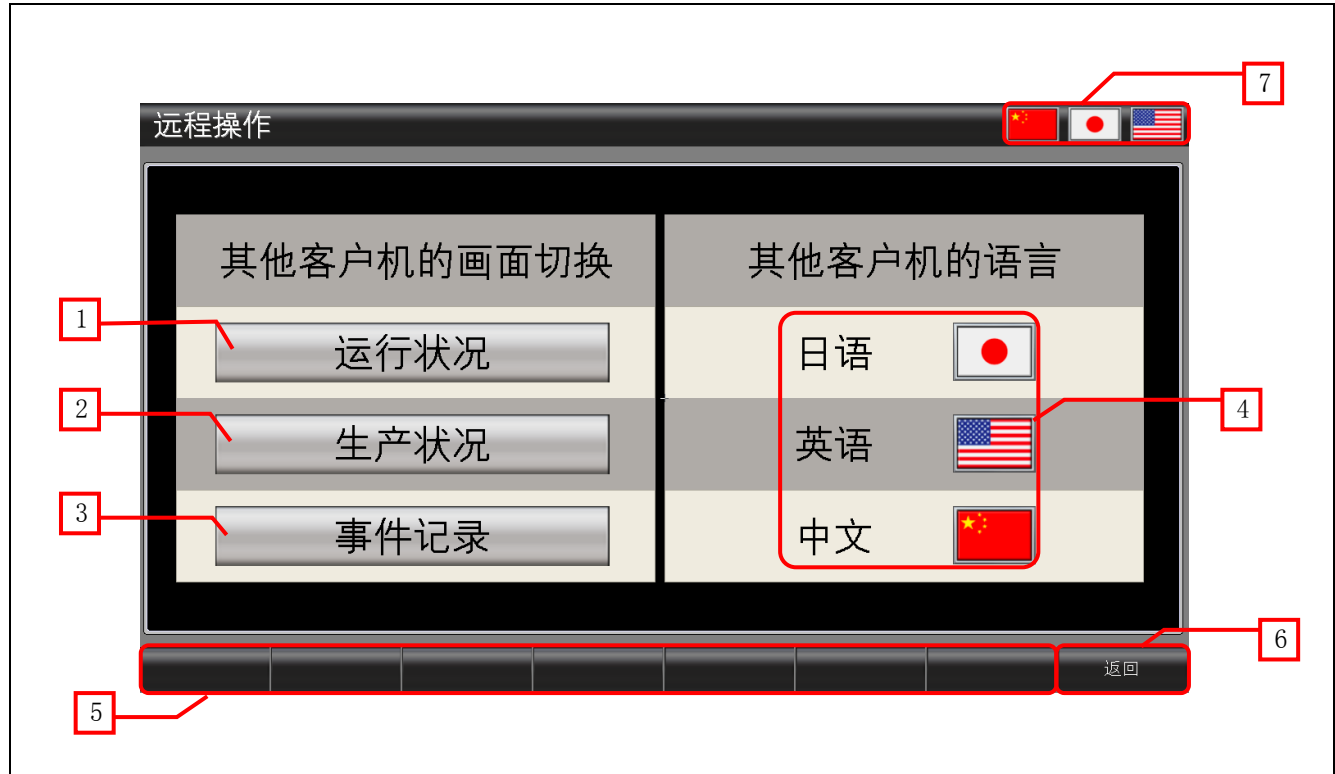 7
远程操作
其他客户机的画面切换
其他客户机的语言
1
运行状况
日语
2
生产状况
英语
4
3
事件记录
中文
6
返回
5